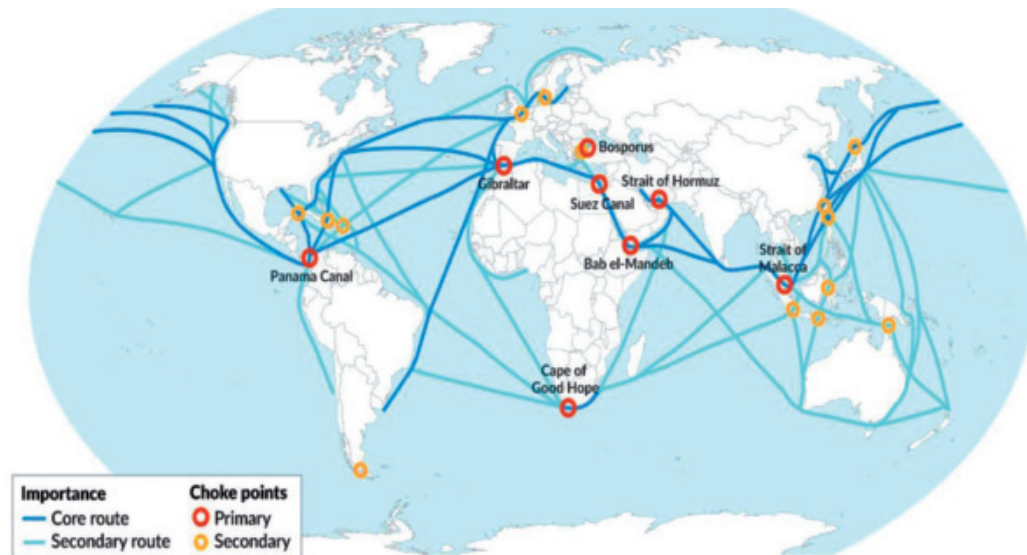 Bosporus
Gibraltar
Strait of Hormuz
Suez Canal
Bab el-Mandeb
Strait of
Malacca
Panama Canal
Cape of
Good Hope
Importance
Core route
Secondary route
Choke points
Primary
Secondary